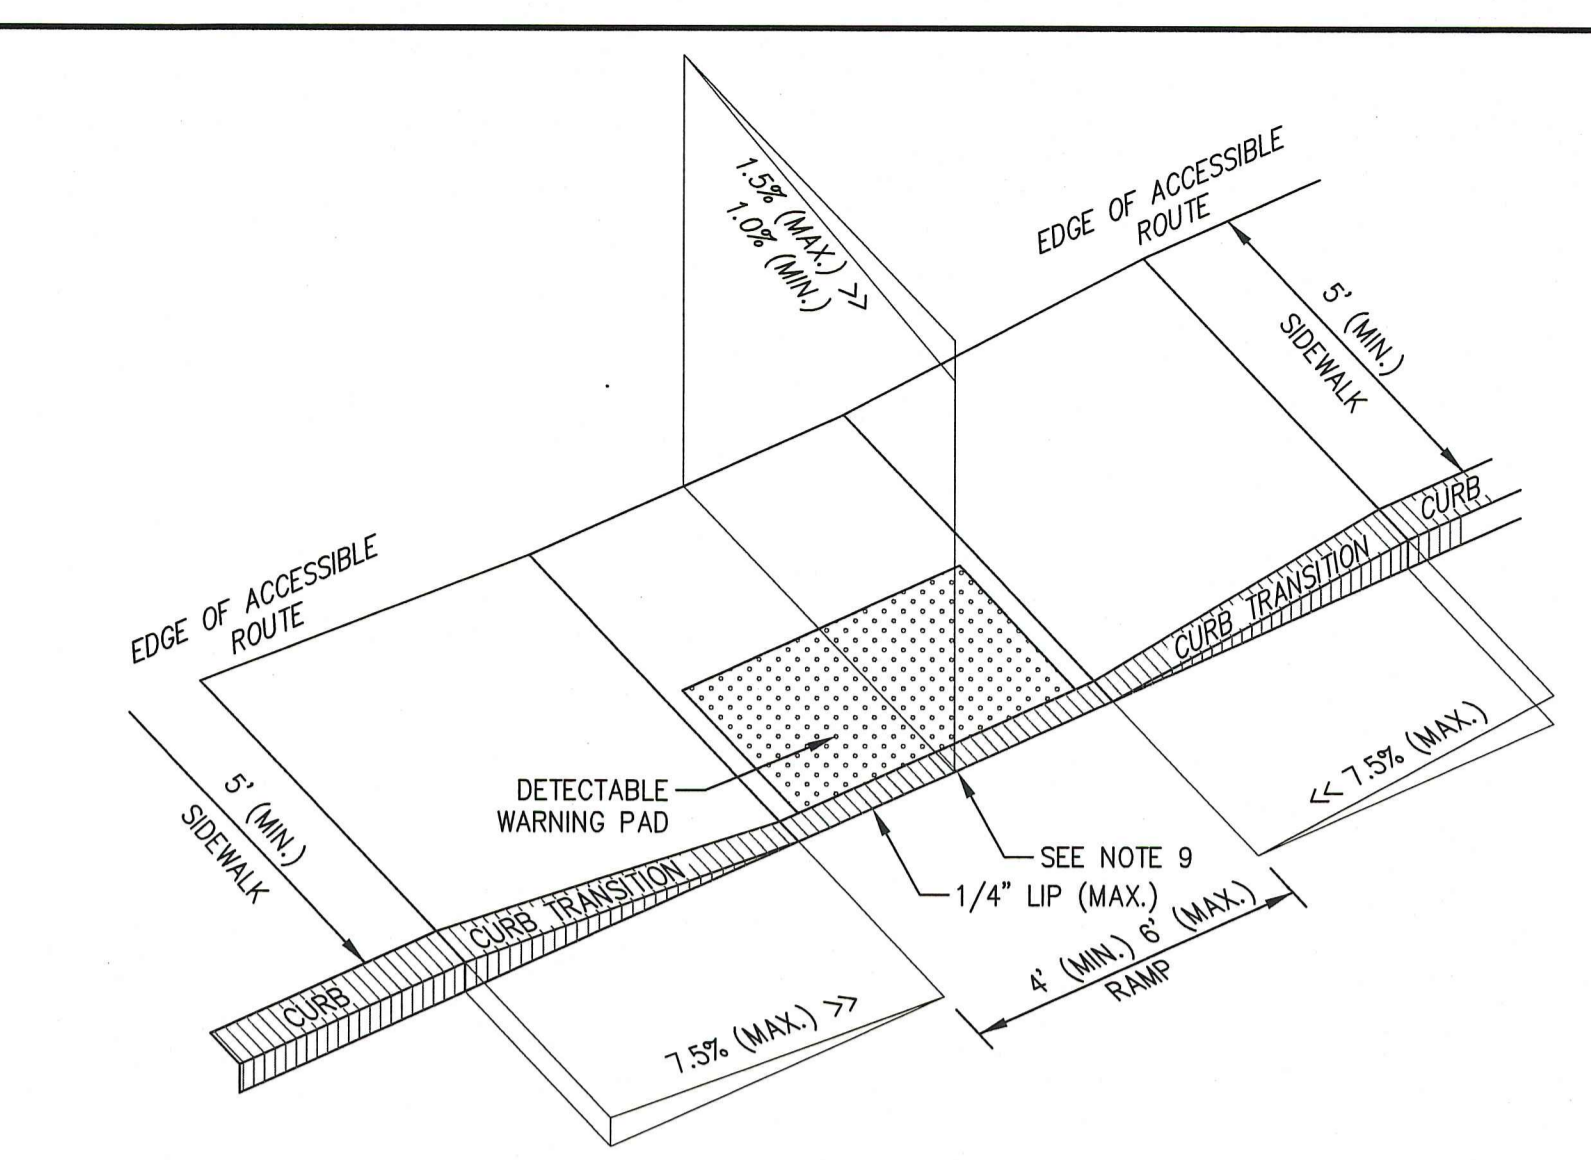 1.5% (MAX.) >>
1.0% (MIN.)
EDGE OF ACCESSIBLE
ROUTE
5' (MIN.)
SIDEWALK
CURB
CURB TRANSITION
EDGE OF ACCESSIBLE
ROUTE
5' (MIN.)
SIDEWALK
DETECTABLE
WARNING PAD
<< 7.5% (MAX.)
SEE NOTE 9
1/4" LIP (MAX.)
4' (MIN.) 6' (MAX.)
RAMP
CURB TRANSITION
CURB
7.5% (MAX.) >>